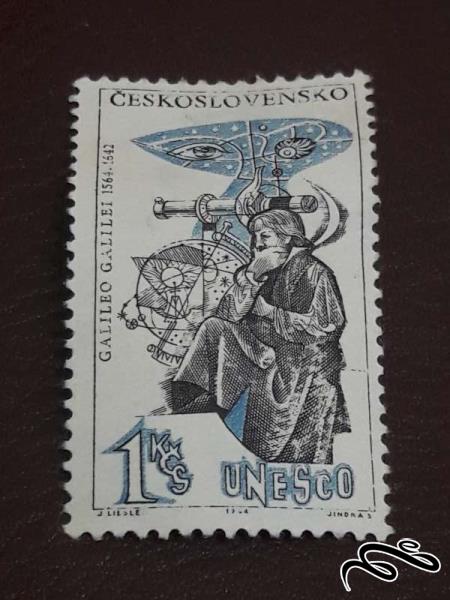 ČESKOSLOVENSKO
GALILEO GALILEI 1564-1642
1 KČS UNESCO
J. LIESLER 1964 JINDRA S.